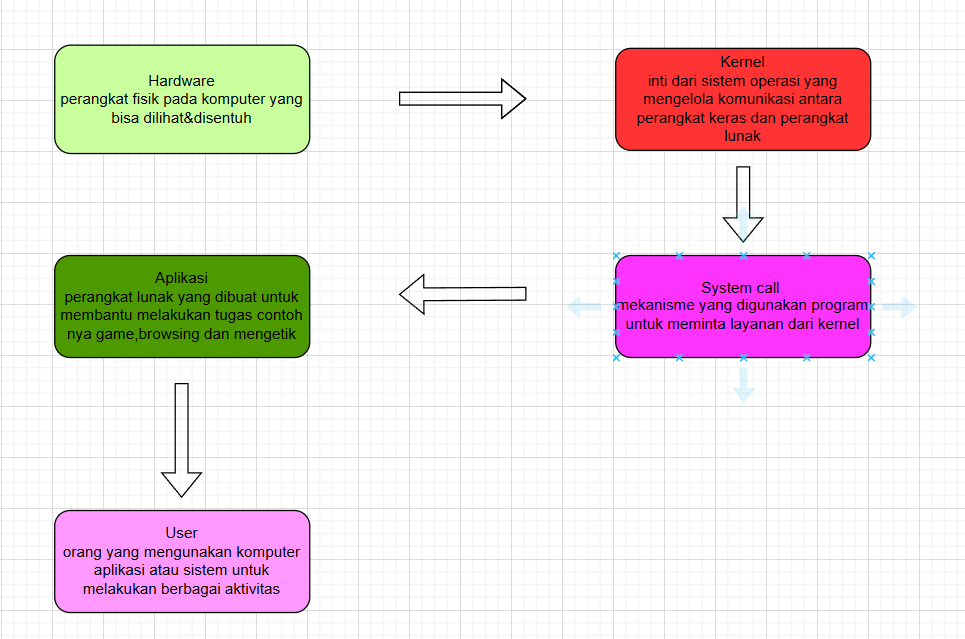 Hardware
perangkat fisik pada komputer yang
bisa dilihat&disentuh
Kernel
inti dari sistem operasi yang
mengelola komunikasi antara
perangkat keras dan perangkat
lunak
System call
mekanisme yang digunakan program
untuk meminta layanan dari kernel
Aplikasi
perangkat lunak yang dibuat untuk
membantu melakukan tugas contoh
nya game,browsing dan mengetik
User
orang yang mengunakan komputer
aplikasi atau sistem untuk
melakukan berbagai aktivitas